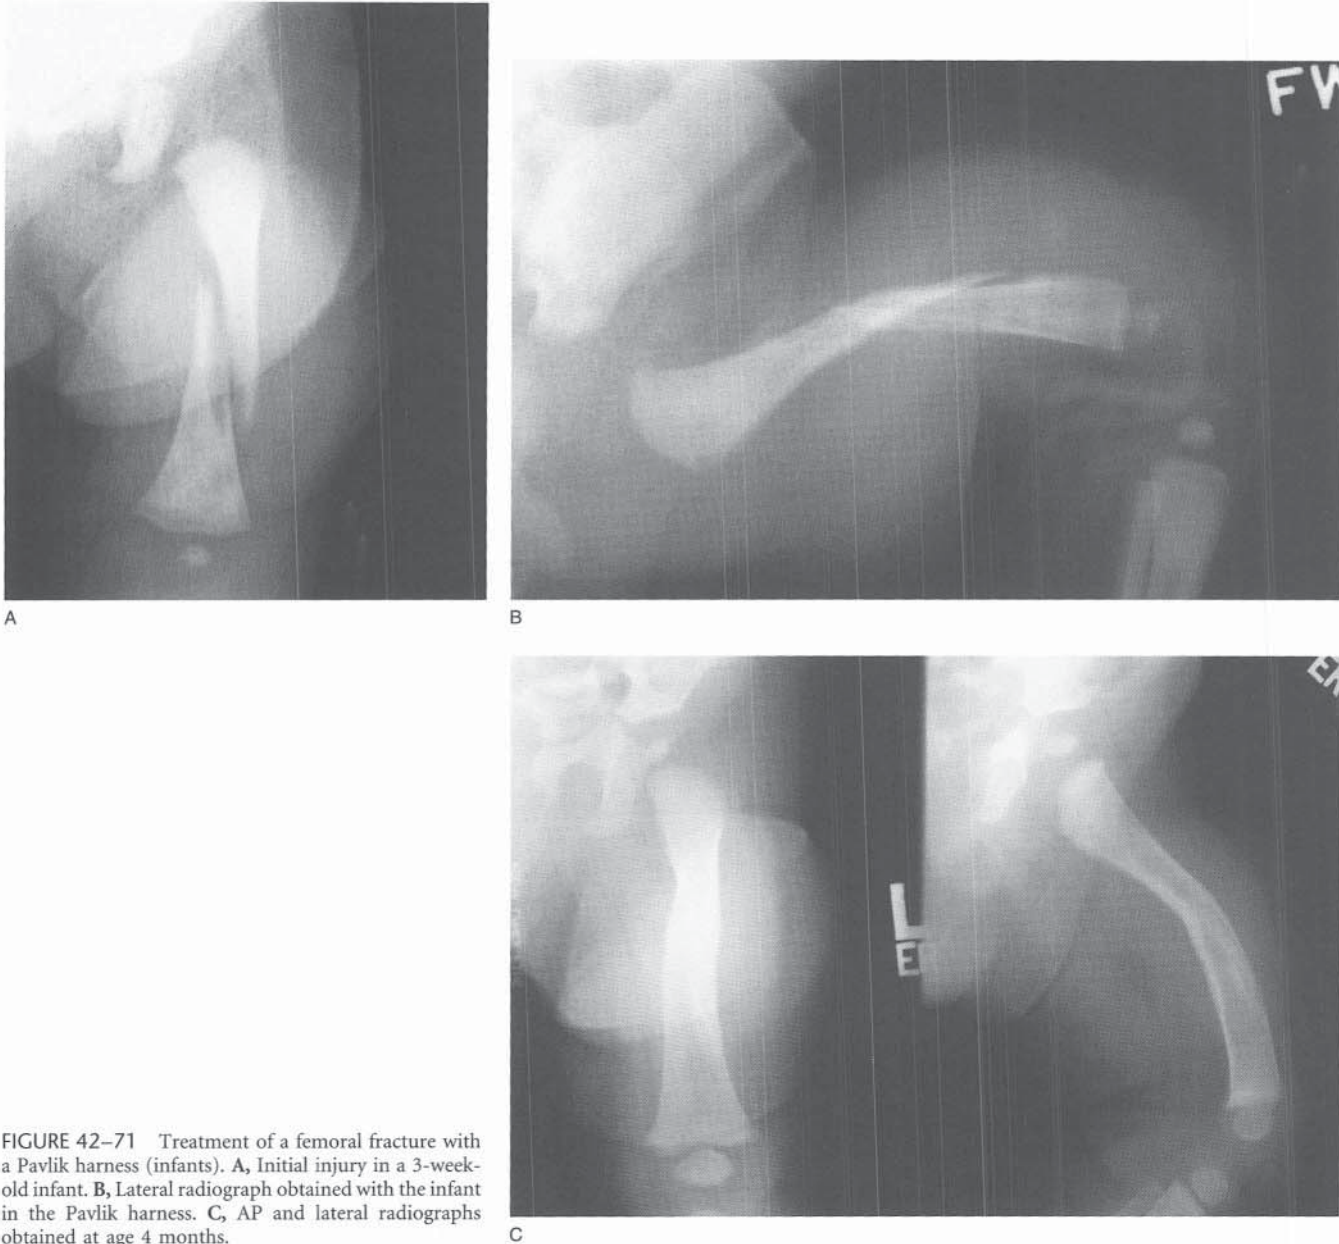 FW
A
B
L
E
FIGURE 42–71 Treatment of a femoral fracture with
a Pavlik harness (infants). A, Initial injury in a 3-week-
old infant. B, Lateral radiograph obtained with the infant
in the Pavlik harness. C, AP and lateral radiographs
obtained at age 4 months.
C